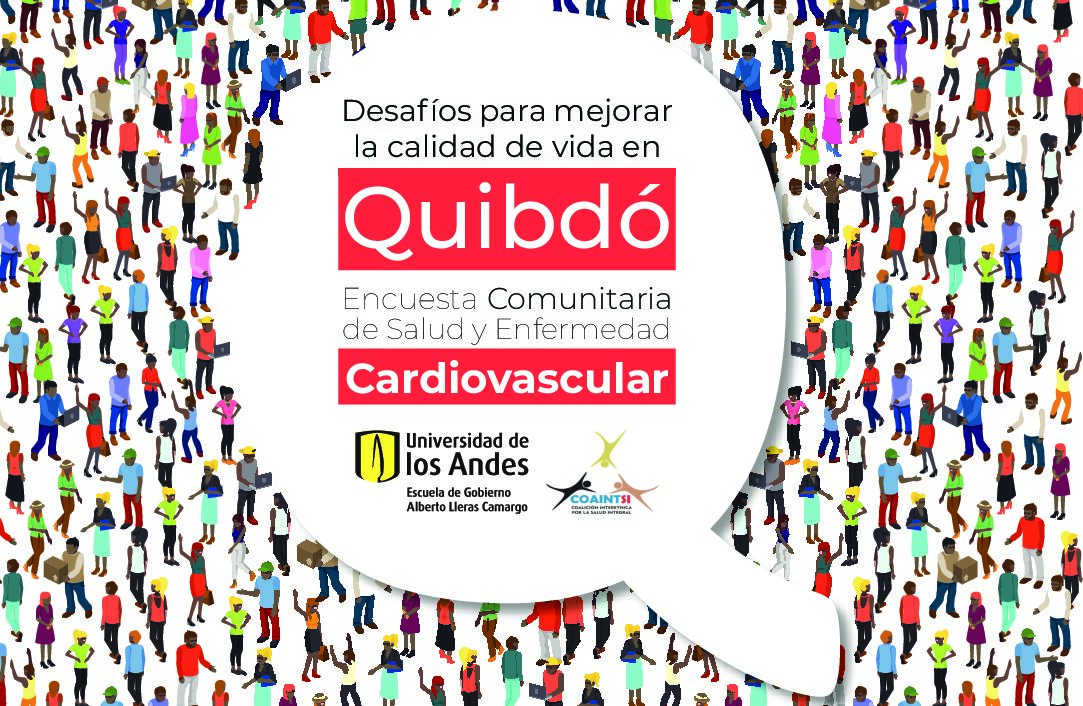 Desafíos para mejorar
la calidad de vida en
Quibdó
Encuesta Comunitaria
de Salud y Enfermedad
Cardiovascular
Universidad de
los Andes
Escuela de Gobierno
Alberto Lleras Camargo
COAINTSI
COALICIÓN INTERETNICA
POR LA SALUD INTEGRAL